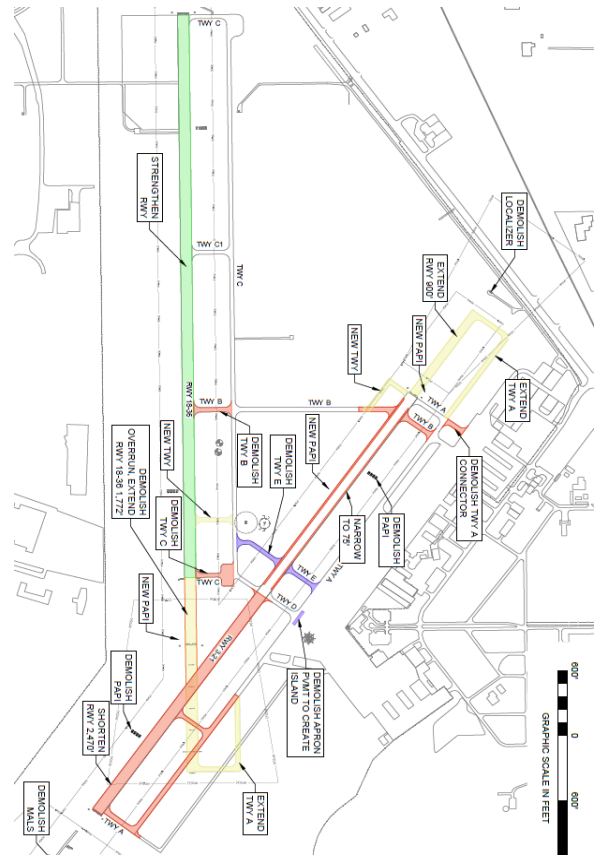 TWY C
STRENGTHEN
RWY
TWY C1
TWY C
DEMOLISH
LOCALIZER
EXTEND
RWY 900'
NEW PAPI
NEW TWY
TWY A
EXTEND
TWY A
TWY B
TWY B
TWY B
RWY 18-36
DEMOLISH
TWY B
NEW TWY
DEMOLISH
TWY E
NEW PAPI
DEMOLISH TWY A
CONNECTOR
DEMOLISH
PAPI
NARROW
TO 75'
DEMOLISH
OVERRUN, EXTEND
RWY 18-36 1,772'
DEMOLISH
TWY C
TWY C
TWY E
TWY A
TWY D
NEW PAPI
RWY 3-21
DEMOLISH APRON
PVMT TO CREATE
ISLAND
DEMOLISH
PAPI
SHORTEN
RWY 2,470'
EXTEND
TWY A
TWY A
DEMOLISH
MALS
600'
0
600'
GRAPHIC SCALE IN FEET